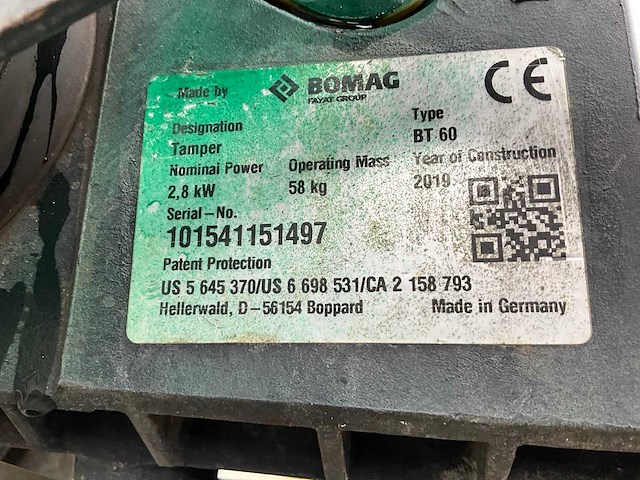 Made by BOMAG
FAYAT GROUP
CE
Designation Type
Tamper BT 60
Nominal Power Operating Mass Year of Construction
2,8 kW 58 kg 2019
Serial-No.
101541151497
Patent Protection
US 5 645 370/US 6 698 531/CA 2 158 793
Hellerwald, D-56154 Boppard Made in Germany